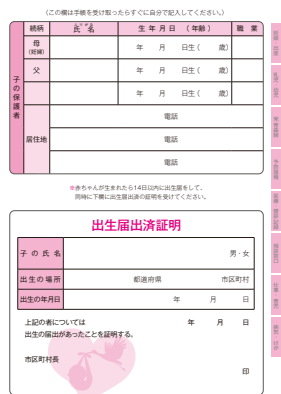 （この欄は手帳を受け取ったらすぐに自分で記入してください。）
続柄 氏名 生年月日（年齢） 職業
子の保護者
母 年 月 日生（ 歳）
（妊婦）
父 年 月 日生（ 歳）
年 月 日生（ 歳）
電話
居住地 電話
電話
※赤ちゃんが生まれたら14日以内に出生届をして、
同時に下欄に出生届出済の証明を受けてください。
出生届出済証明
子の氏名 男・女
出生の場所 都道府県 市区町村
出生の年月日 年 月 日
上記の者については 年 月 日
出生の届出があったことを証明する。
市区町村長
印